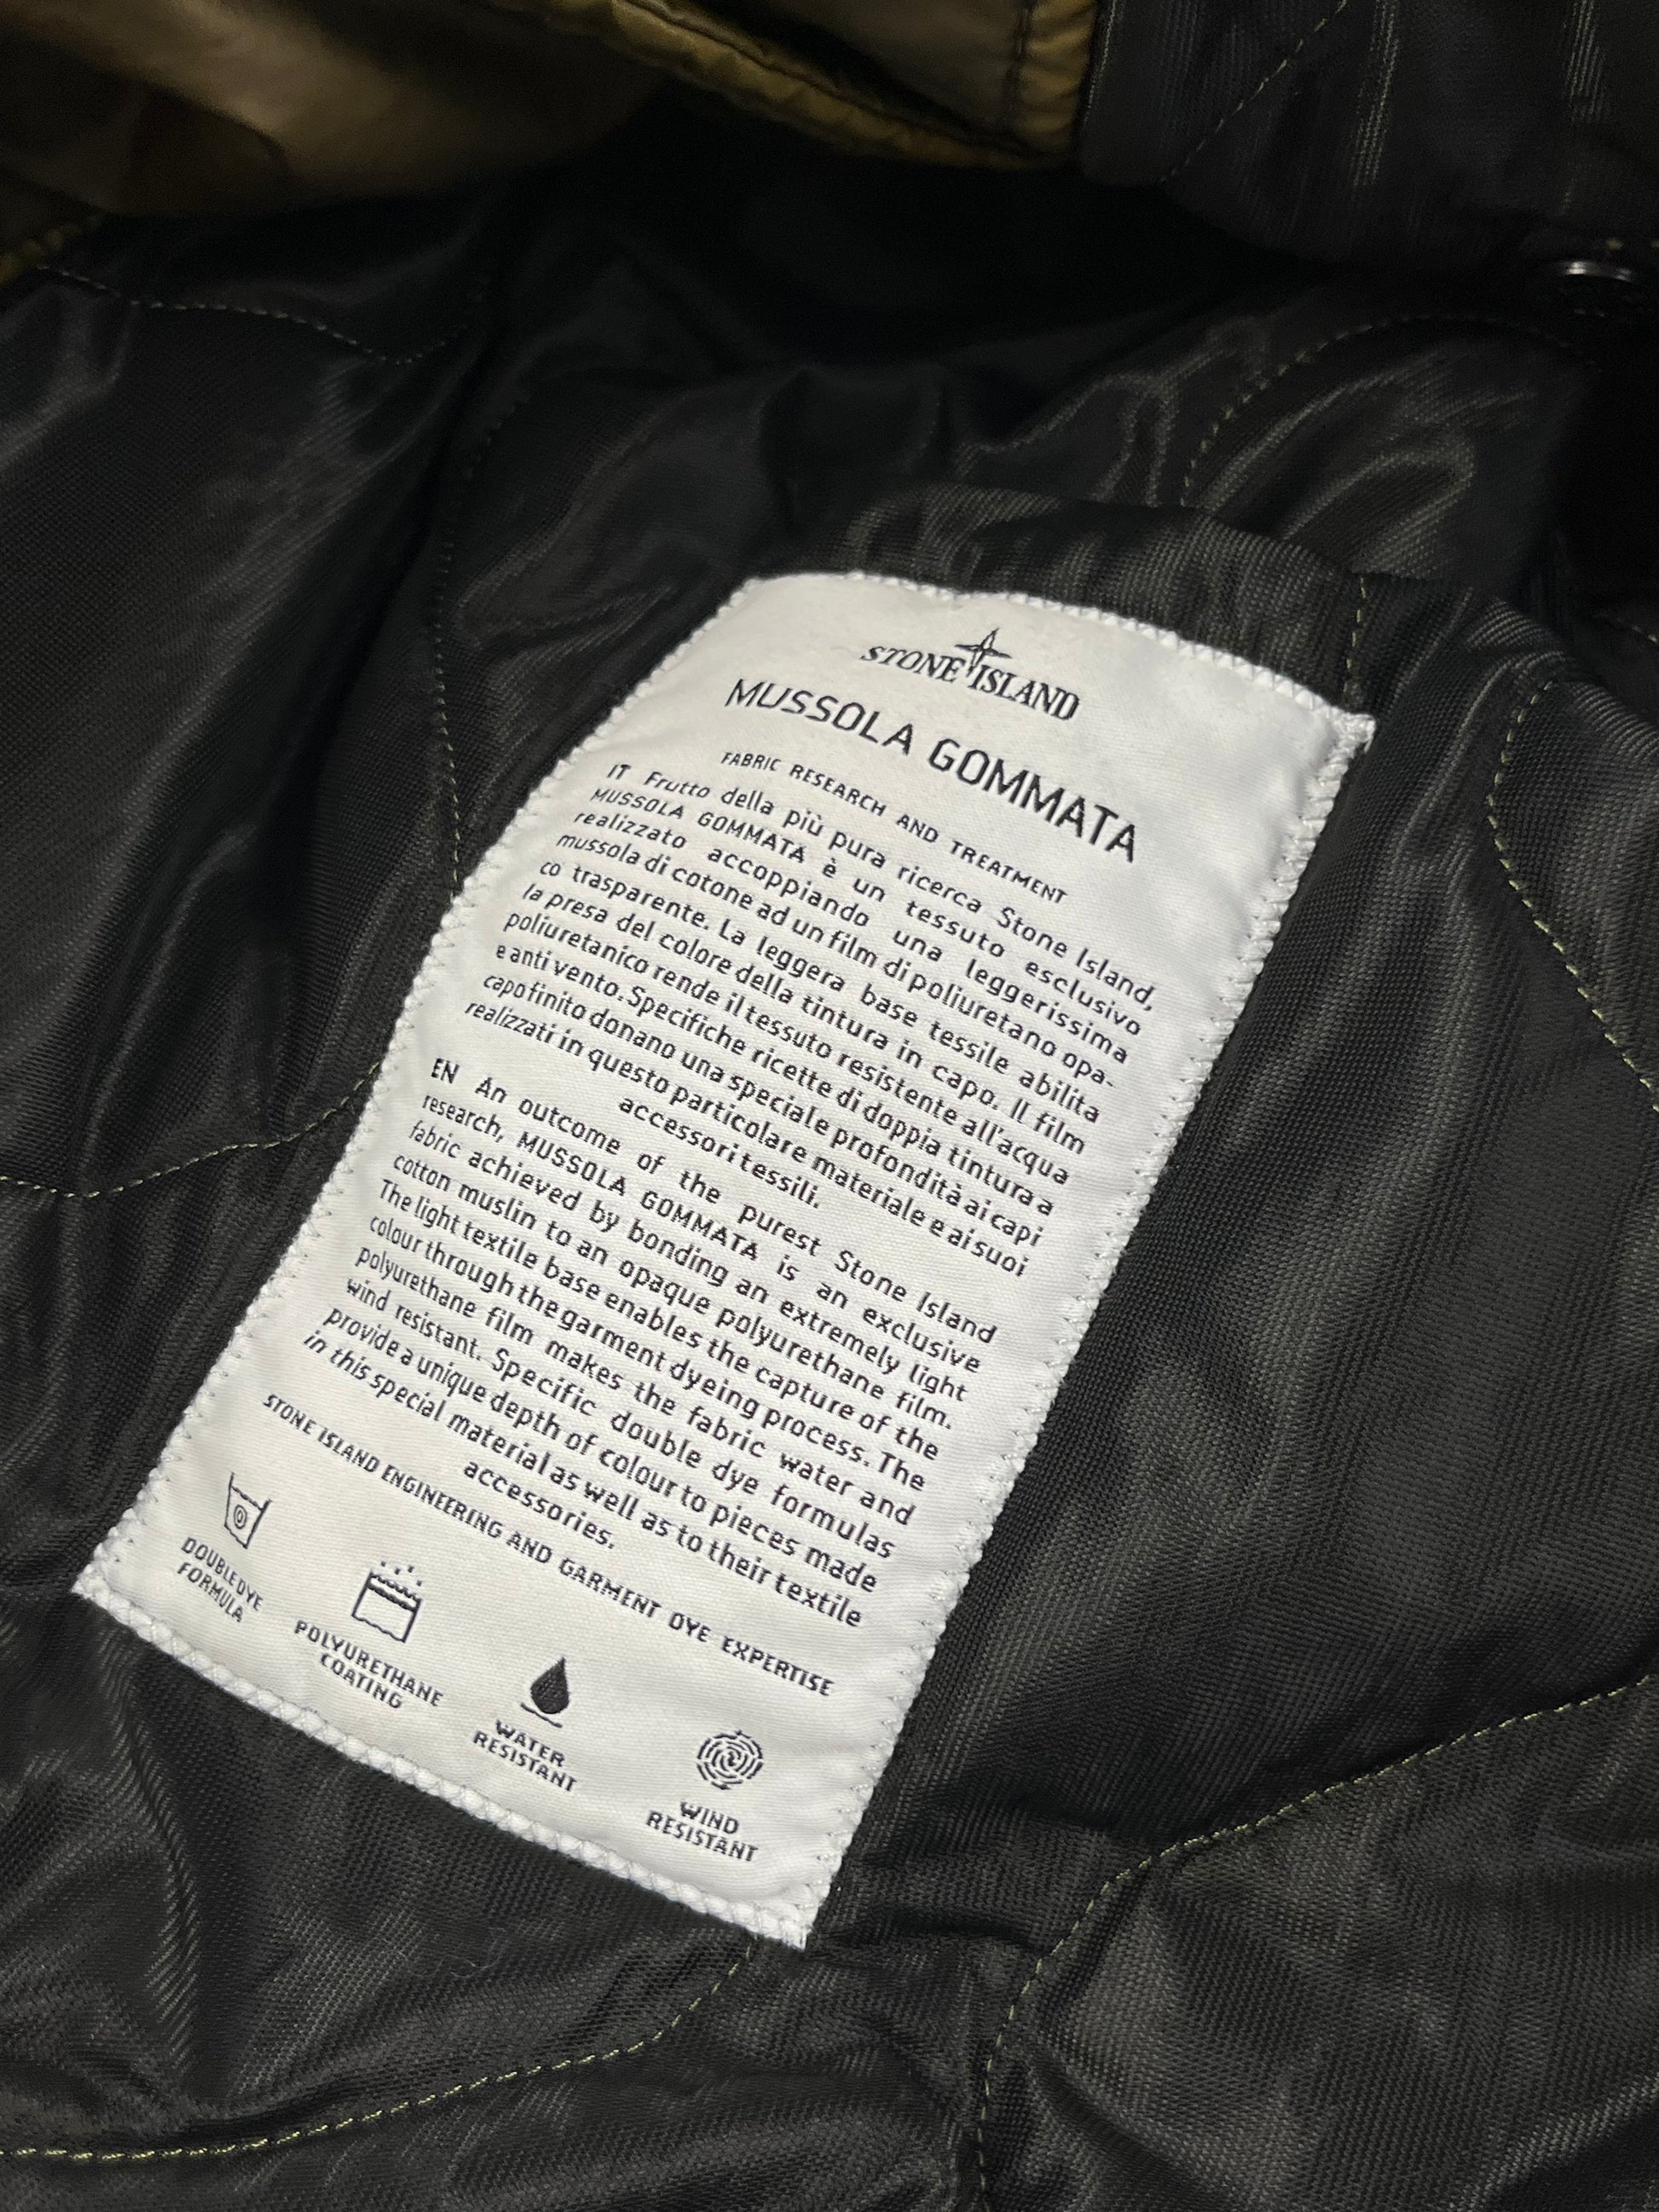 STONE ISLAND
MUSSOLA GOMMATA
FABRIC RESEARCH AND TREATMENT
IT Frutto della più pura ricerca Stone Island,
MUSSOLA GOMMATA è un tessuto esclusivo
realizzato accoppiando una leggerissima
mussola di cotone ad un film di poliuretano opa-
co trasparente. La leggera base tessile abilita
la presa del colore della tintura in capo. Il film
poliuretanico rende il tessuto resistente all'acqua
e anti vento. Specifiche ricette di doppia tintura a
capo finito donano una speciale profondità ai capi
realizzati in questo particolare materiale e ai suoi
accessori tessili.
EN An outcome of the purest Stone Island
research, MUSSOLA GOMMATA is an exclusive
fabric achieved by bonding an extremely light
cotton muslin to an opaque polyurethane film.
The light textile base enables the capture of the
colour through the garment dyeing process. The
polyurethane film makes the fabric water and
wind resistant. Specific double dye formulas
provide a unique depth of colour to pieces made
in this special material as well as to their textile
accessories.
STONE ISLAND ENGINEERING AND GARMENT DYE EXPERTISE
DOUBLE DYE
FORMULA
POLYURETHANE
COATING
WATER
RESISTANT
WIND
RESISTANT